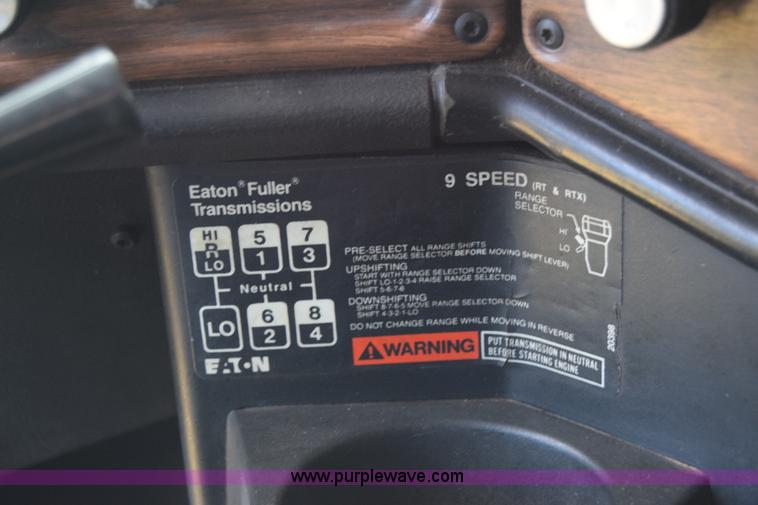 Eaton® Fuller®
Transmissions
9 SPEED (RT & RTX)
RANGE
SELECTOR
HI
LO
HI
R
LO
5
1
7
3
Neutral
LO
6
2
8
4
EATON
PRE-SELECT ALL RANGE SHIFTS
(MOVE RANGE SELECTOR BEFORE MOVING SHIFT LEVER)
UPSHIFTING
START WITH RANGE SELECTOR DOWN
SHIFT LO-1-2-3-4 RAISE RANGE SELECTOR
SHIFT 5-6-7-8
DOWNSHIFTING
SHIFT 8-7-6-5 MOVE RANGE SELECTOR DOWN
SHIFT 4-3-2-1-LO
DO NOT CHANGE RANGE WHILE MOVING IN REVERSE
WARNING
PUT TRANSMISSION IN NEUTRAL
BEFORE STARTING ENGINE
20398
www.purplewave.com